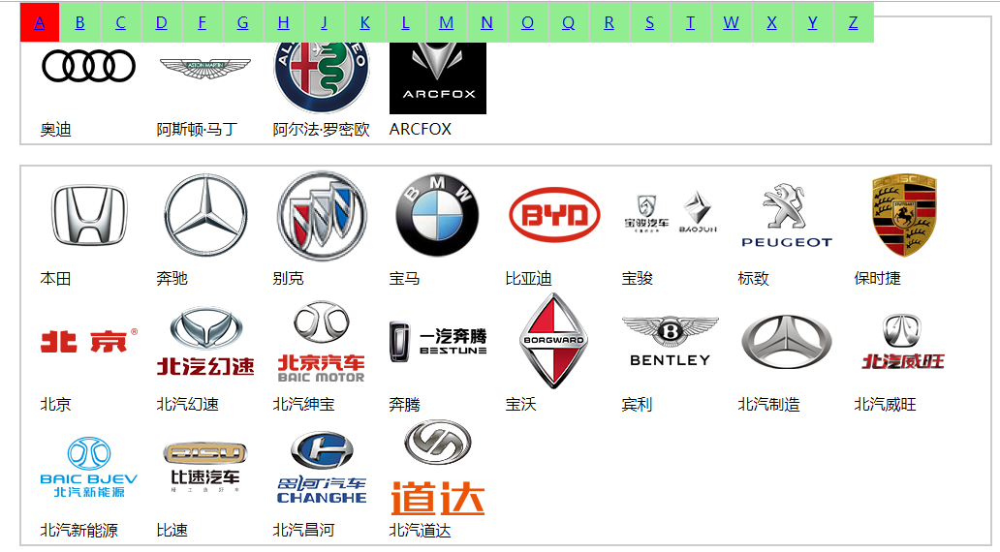 A B C D F G H J K L M N O Q R S T W X Y Z
ASTON MARTIN
AL EO
ARCFOX
奥迪 阿斯顿·马丁 阿尔法·罗密欧 ARCFOX
BMW
BYD
宝骏汽车 BAOJUN
PEUGEOT
PORSCHE
本田 奔驰 别克 宝马 比亚迪 宝骏 标致 保时捷
北京®
北汽幻速
北京汽车
BAIC MOTOR
一汽奔腾
BESTUNE
BORGWARD
B
BENTLEY
北汽威旺
北京 北汽幻速 北汽绅宝 奔腾 宝沃 宾利 北汽制造 北汽威旺
BAIC BJEV
北汽新能源
BISU
比速汽车
昌河汽车
CHANGHE
道达
北汽新能源 比速 北汽昌河 北汽道达